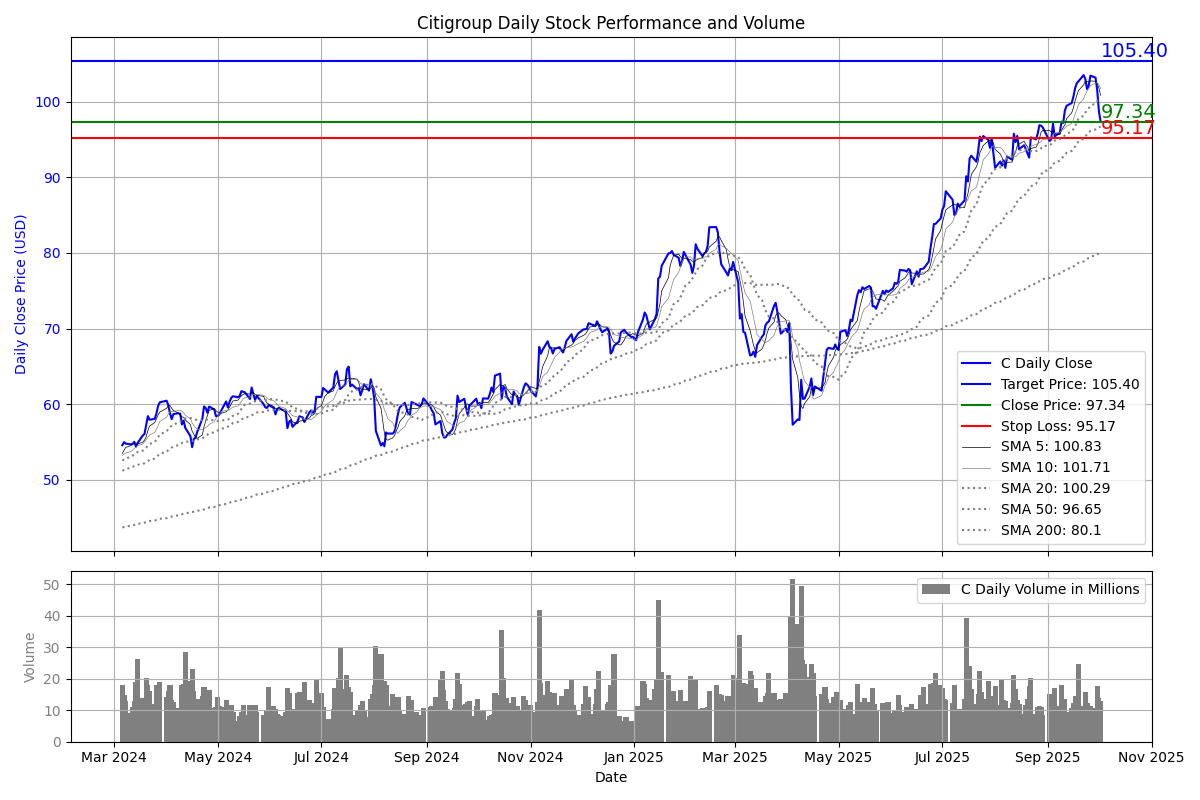 Citigroup Daily Stock Performance and Volume
105.40
97.34
95.17
Daily Close Price (USD)
100
90
80
70
60
50
C Daily Close
Target Price: 105.40
Close Price: 97.34
Stop Loss: 95.17
SMA 5: 100.83
SMA 10: 101.71
SMA 20: 100.29
SMA 50: 96.65
SMA 200: 80.1
Volume
50
40
30
20
10
0
C Daily Volume in Millions
Mar 2024 May 2024 Jul 2024 Sep 2024 Nov 2024 Jan 2025 Mar 2025 May 2025 Jul 2025 Sep 2025 Nov 2025
Date